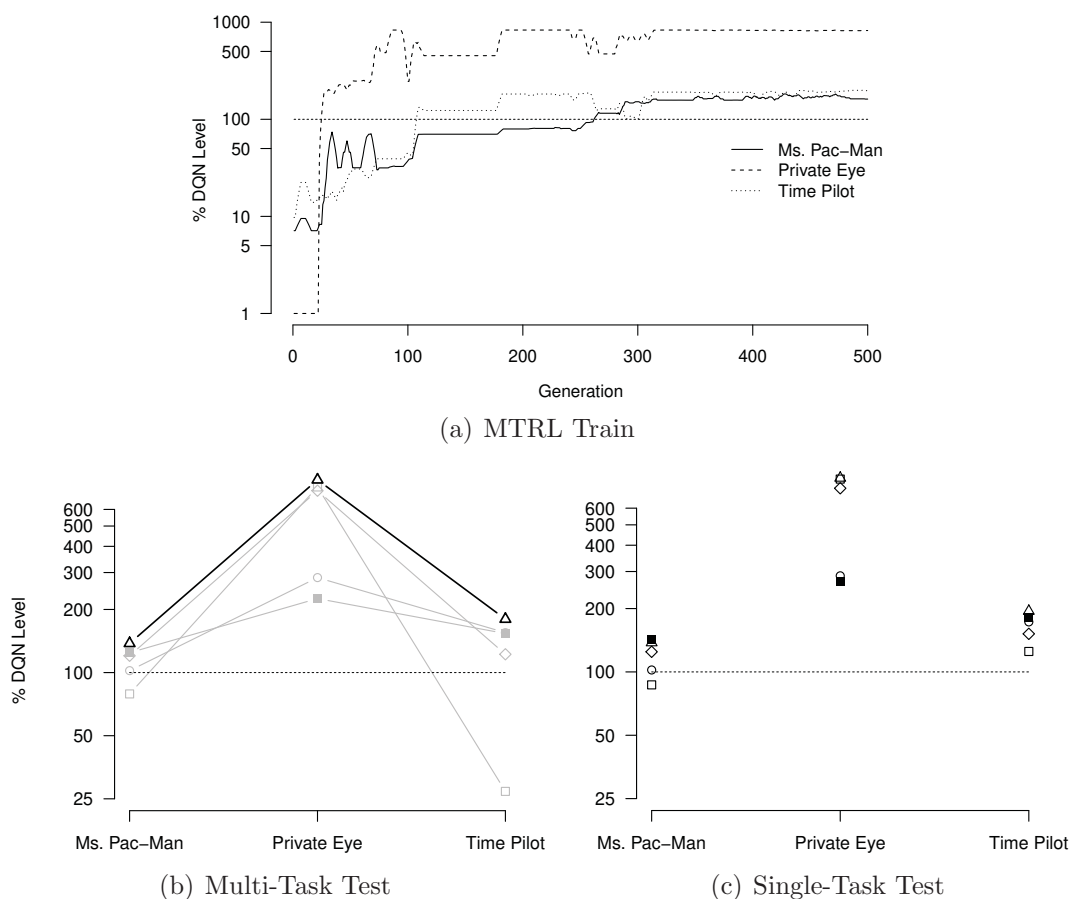 1000
500
100
50
10
5
1
% DQN Level
Ms. Pac−Man
Private Eye
Time Pilot
0 100 200 300 400 500
Generation
(a) MTRL Train
600
500
400
300
200
100
50
25
% DQN Level
Ms. Pac−Man Private Eye Time Pilot
(b) Multi-Task Test
600
500
400
300
200
100
50
25
Ms. Pac−Man Private Eye Time Pilot
(c) Single-Task Test